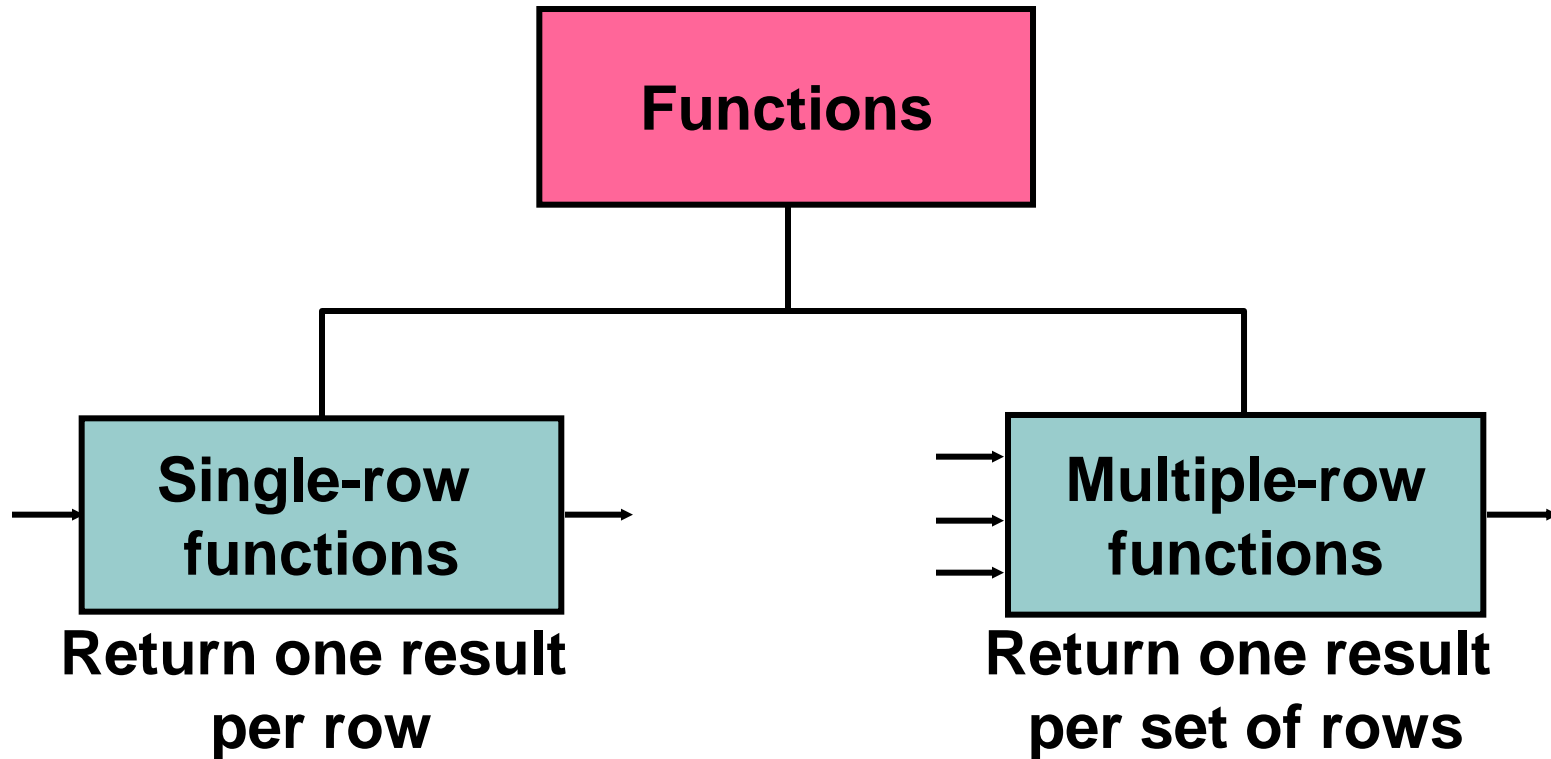 Functions
Single-row
functions
Return one result
per row
Multiple-row
functions
Return one result
per set of rows